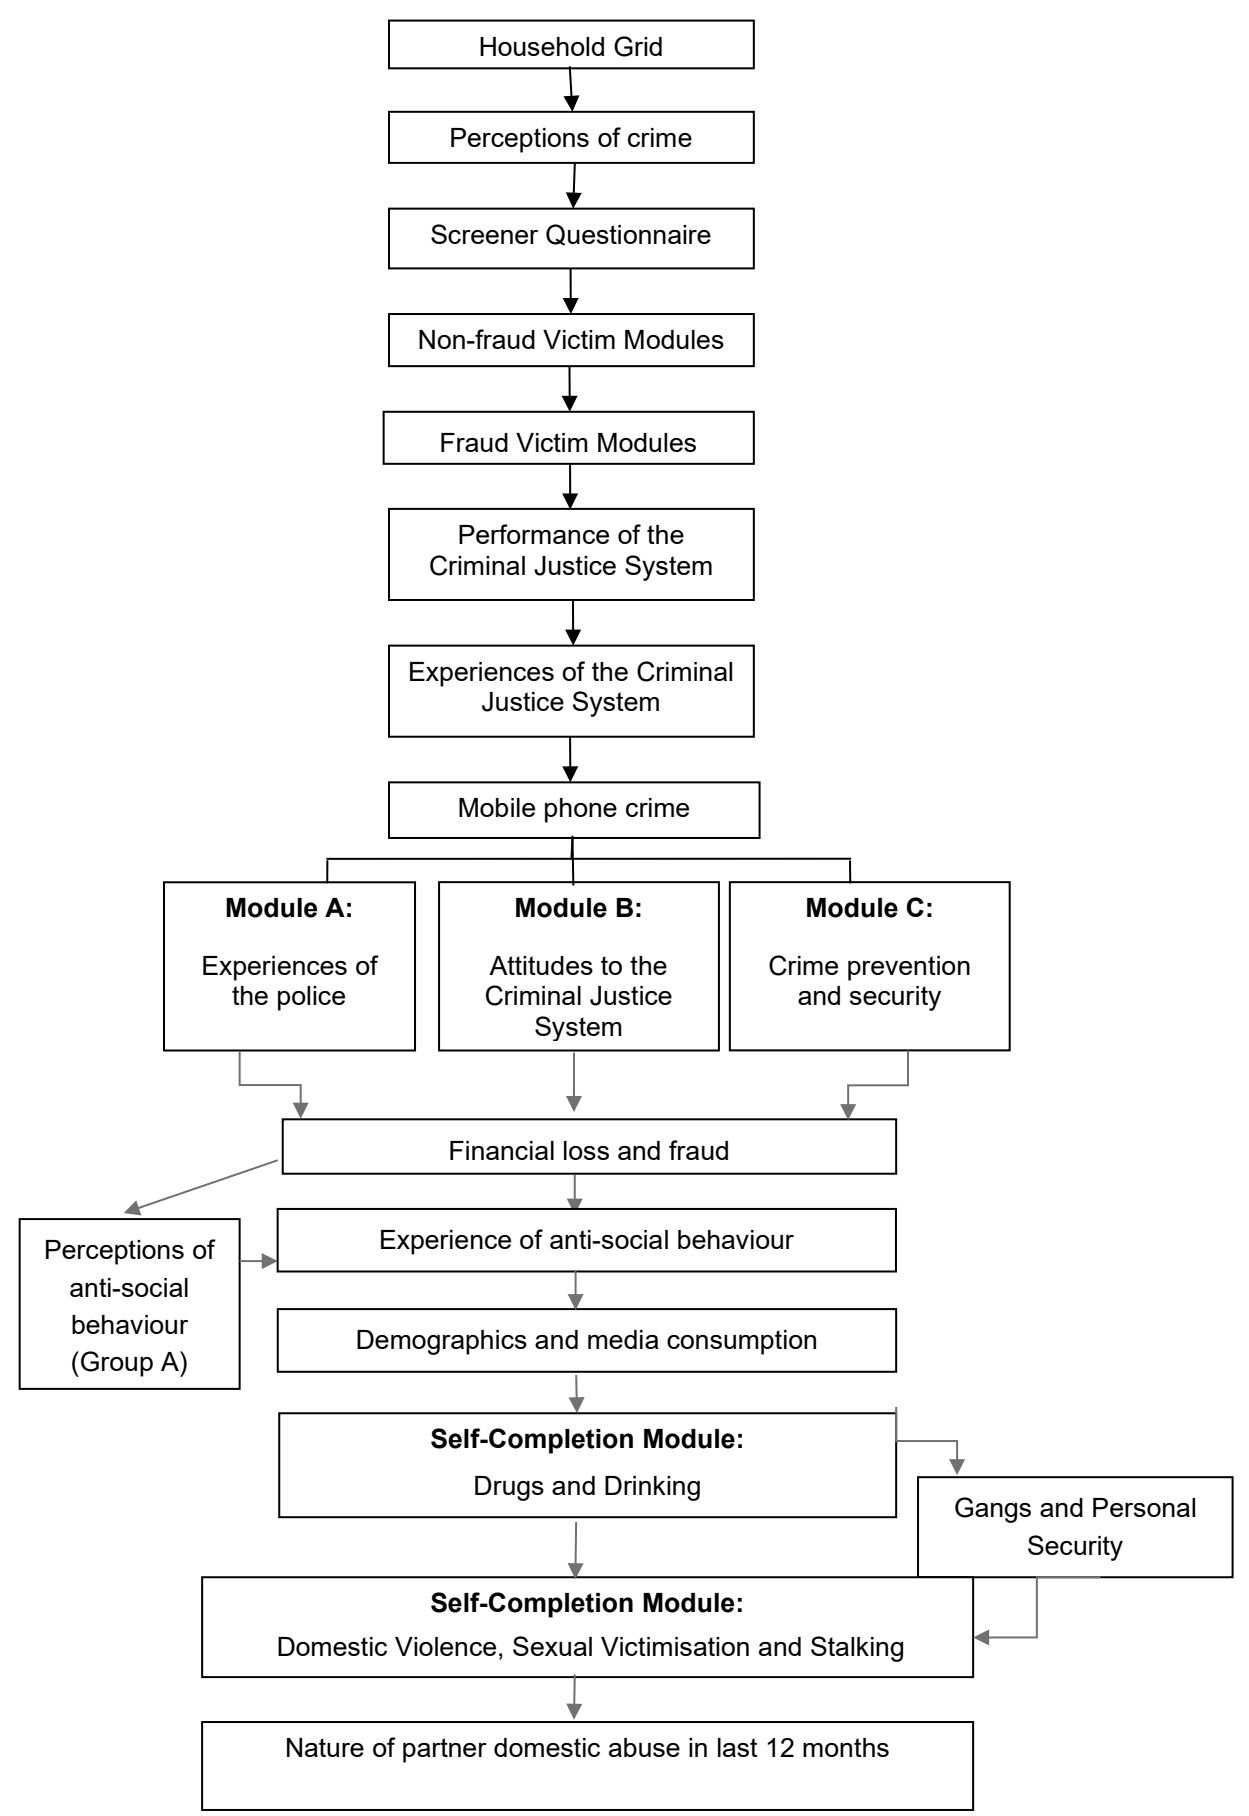 Household Grid
Perceptions of crime
Screener Questionnaire
Non-fraud Victim Modules
Fraud Victim Modules
Performance of the
Criminal Justice System
Experiences of the Criminal
Justice System
Mobile phone crime
Module A:
Experiences of
the police
Module B:
Attitudes to the
Criminal Justice
System
Module C:
Crime prevention
and security
Financial loss and fraud
Perceptions of
anti-social
behaviour
(Group A)
Experience of anti-social behaviour
Demographics and media consumption
Self-Completion Module:
Drugs and Drinking
Gangs and Personal
Security
Self-Completion Module:
Domestic Violence, Sexual Victimisation and Stalking
Nature of partner domestic abuse in last 12 months